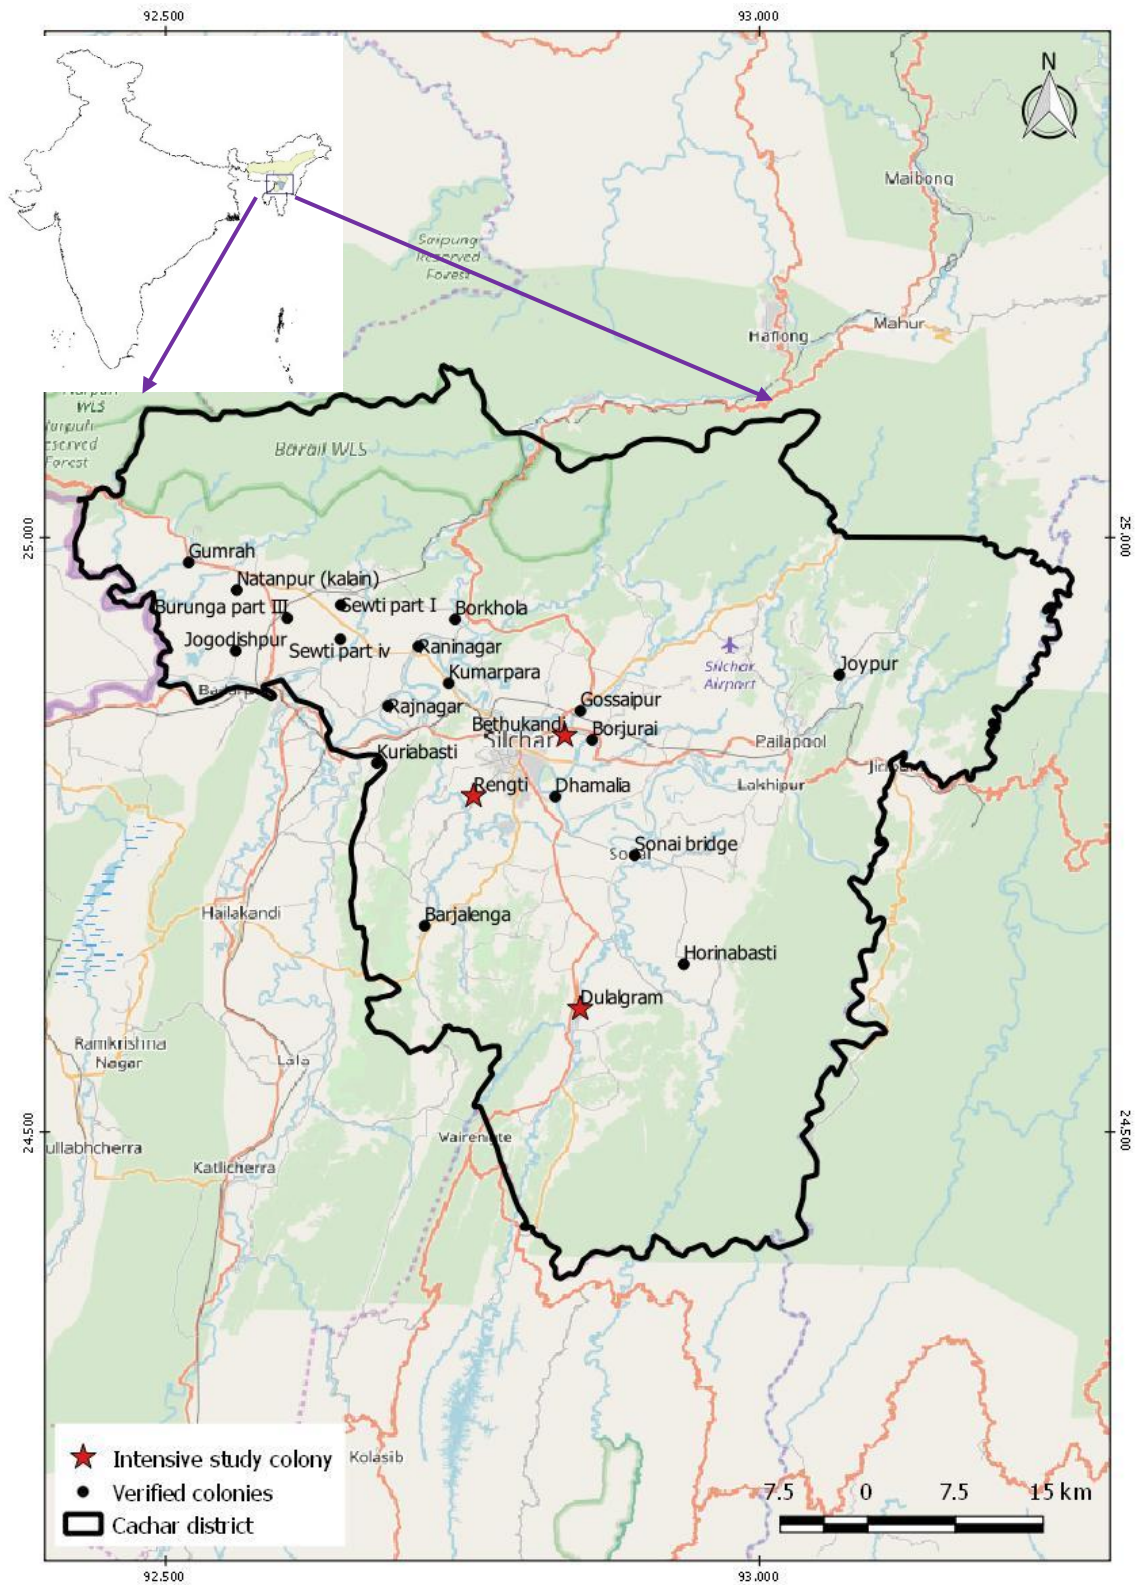 92.500
93.000
N
Maibong
Saipung
Reserved
Forest
Mahur
Haflong
Narpuh
WLS
Narpuh
Reserved
Forest
Barail WLS
25.000
25.000
Gumrah
Natanpur (kalain)
Burunga part III
Sewti part I
Borkhola
Jogodishpur
Sewti part iv
Raninagar
Silchar
Airport
Joypur
Kumarpara
Rajnagar
Gossaipur
Bethukandi
Borjurai
Silchar
Pailapool
Kuriabasti
Rengti
Dhamalia
Lakhipur
Sonai bridge
Sonai
Hailakandi
Barjalenga
Horinabasti
Dulalgram
Ramkrishna
Nagar
Lala
24.500
24.500
Vairengte
ullabhcherra
Katlicherra
Kolasib
Intensive study colony
Verified colonies
Cachar district
7.5 0 7.5 15 km
92.500
93.000